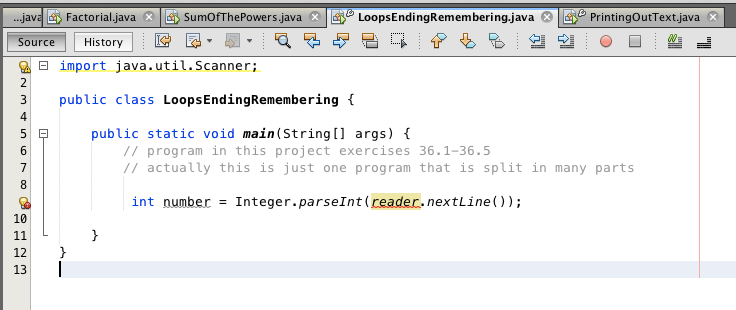 ...java Factorial.java SumOfThePowers.java LoopsEndingRemembering.java PrintingOutText.java
Source History
import java.util.Scanner;
2
3 public class LoopsEndingRemembering {
4
5 public static void main(String[] args) {
6 // program in this project exercises 36.1-36.5
7 // actually this is just one program that is split in many parts
8
int number = Integer.parseInt(reader.nextLine());
10
11 }
12 }
13